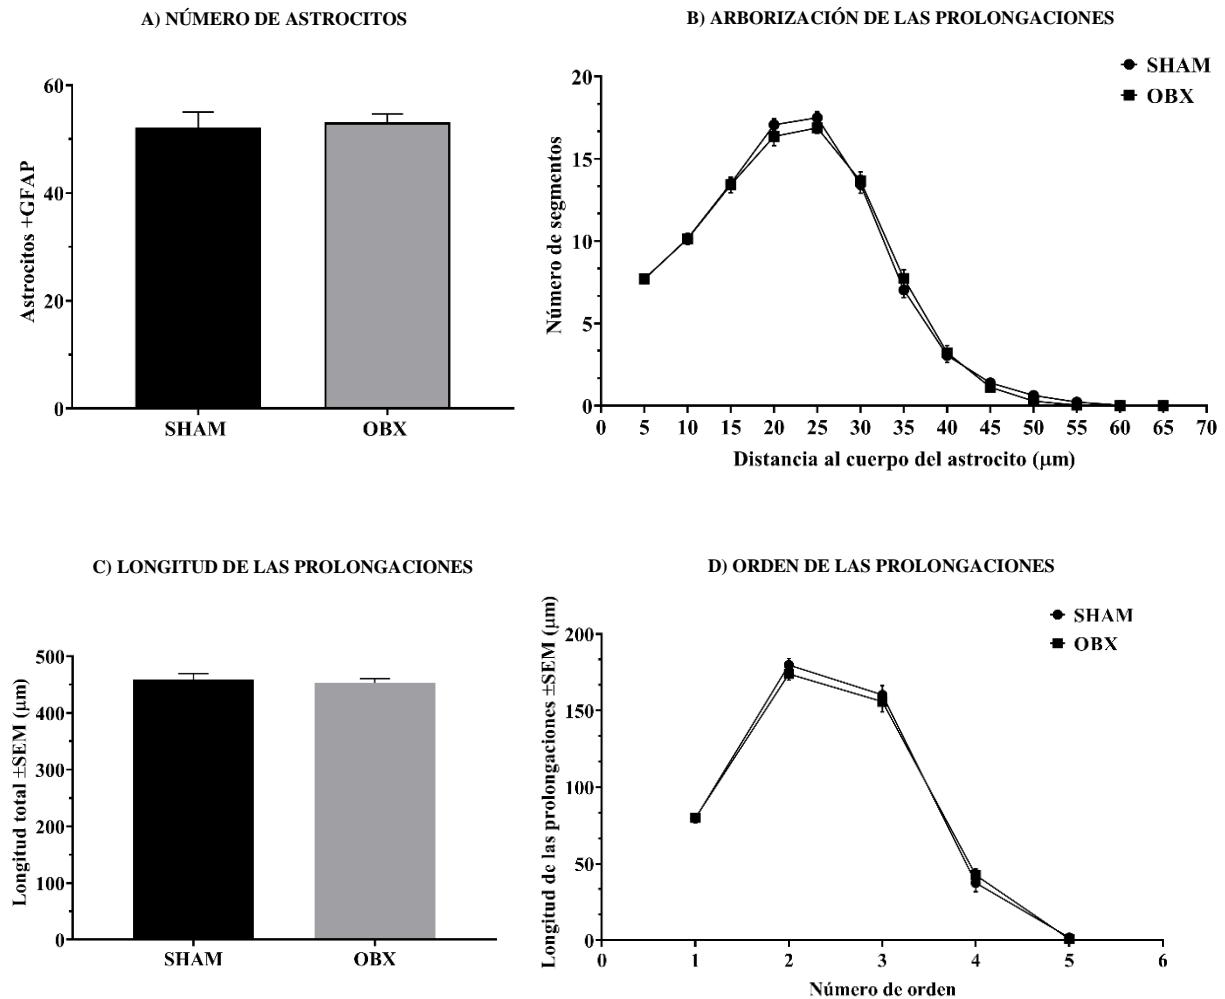 A) NÚMERO DE ASTROCITOS
Astrocitos +GFAP
60
40
20
0
SHAM
OBX
B) ARBORIZACIÓN DE LAS PROLONGACIONES
SHAM
OBX
Número de segmentos
20
15
10
5
0
0 5 10 15 20 25 30 35 40 45 50 55 60 65 70
Distancia al cuerpo del astrocito (μm)
C) LONGITUD DE LAS PROLONGACIONES
Longitud total ±SEM (μm)
500
400
300
200
100
0
SHAM
OBX
D) ORDEN DE LAS PROLONGACIONES
SHAM
OBX
Longitud de las prolongaciones ±SEM (μm)
200
150
100
50
0
0 1 2 3 4 5 6
Número de orden